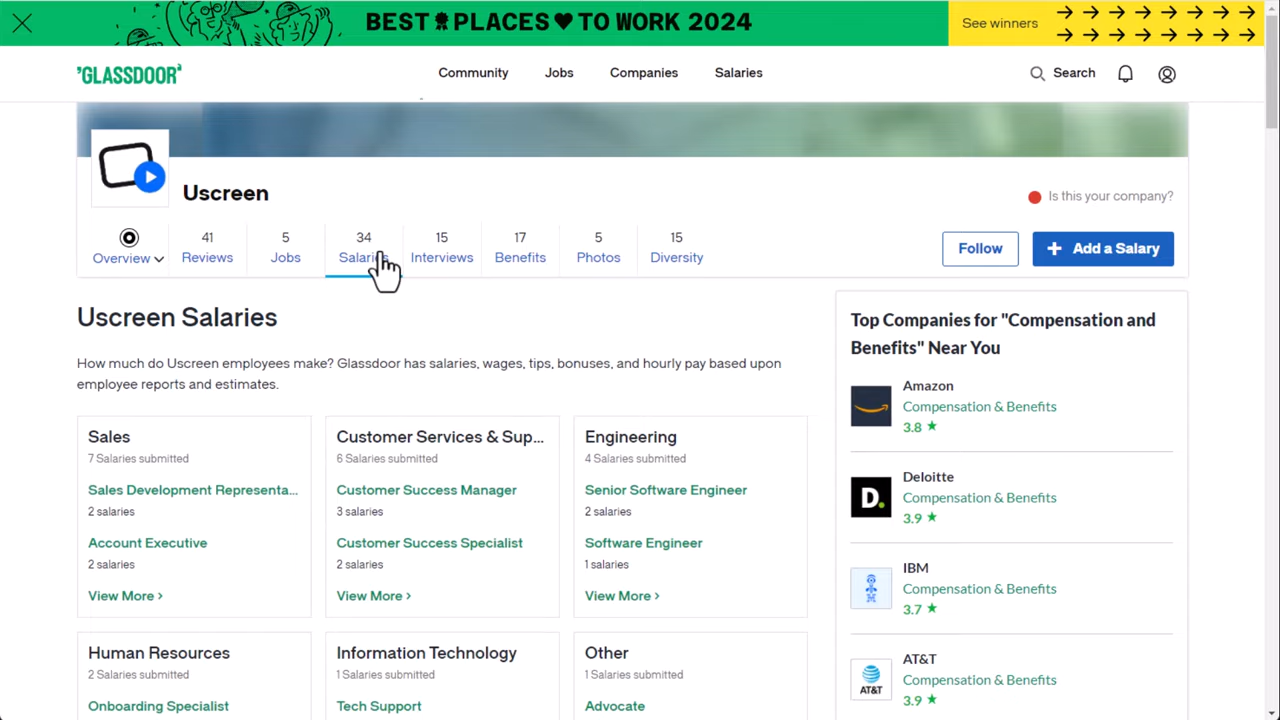 BEST PLACES TO WORK 2024
See winners
GLASSDOOR
Community
Jobs
Companies
Salaries
Search
Uscreen
Is this your company?
Overview
41
Reviews
5
Jobs
34
Salaries
15
Interviews
17
Benefits
5
Photos
15
Diversity
Follow
+ Add a Salary
Uscreen Salaries
How much do Uscreen employees make? Glassdoor has salaries, wages, tips, bonuses, and hourly pay based upon
employee reports and estimates.
Sales
7 Salaries submitted
Sales Development Representa...
2 salaries
Account Executive
2 salaries
View More >
Customer Services & Sup...
6 Salaries submitted
Customer Success Manager
3 salaries
Customer Success Specialist
2 salaries
View More >
Engineering
4 Salaries submitted
Senior Software Engineer
2 salaries
Software Engineer
1 salaries
View More >
Human Resources
2 Salaries submitted
Onboarding Specialist
Information Technology
1 Salaries submitted
Tech Support
Other
1 Salaries submitted
Advocate
Top Companies for "Compensation and
Benefits" Near You
Amazon
Compensation & Benefits
3.8 ★
D.
Deloitte
Compensation & Benefits
3.9 ★
IBM
Compensation & Benefits
3.7 ★
AT&T
AT&T
Compensation & Benefits
3.9 ★